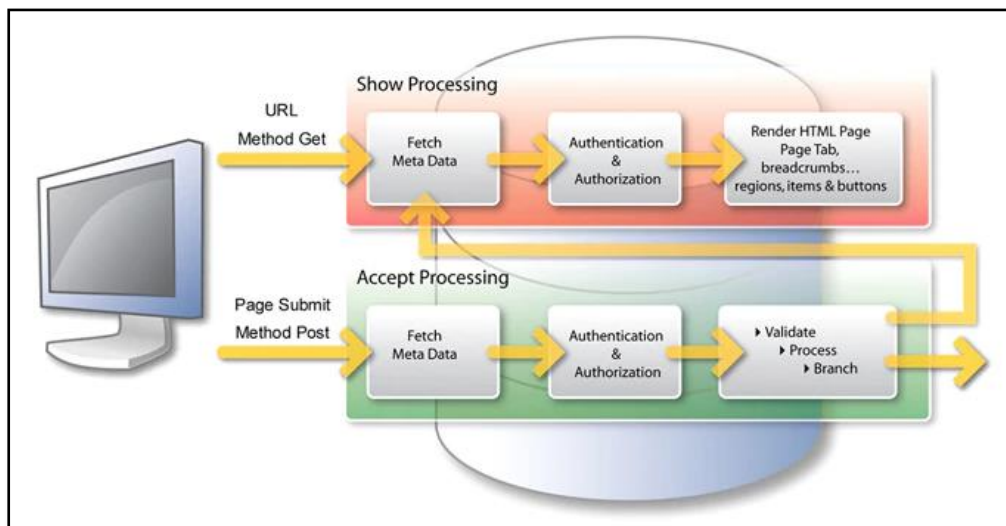 Show Processing
URL
Method Get
Fetch
Meta Data
Authentication
&
Authorization
Render HTML Page
Page Tab,
breadcrumbs...
regions, items & buttons
Accept Processing
Page Submit
Method Post
Fetch
Meta Data
Authentication
&
Authorization
Validate
Process
Branch